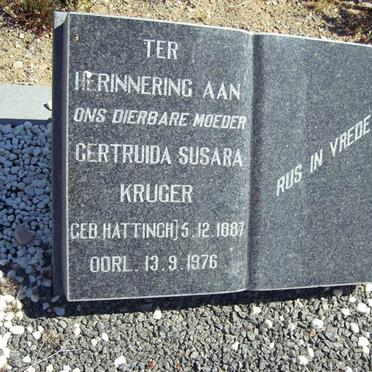 TER
HERINNERING AAN
ONS DIERBARE MOEDER
GERTRUIDA SUSARA
KRUGER
GEB. HATTINGH] 5.12.1887
OORL. 13.9.1976
RUS IN VREDE